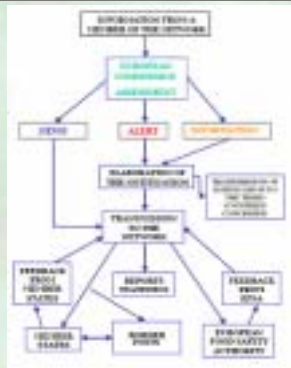 INFORMATION FROM A
MEMBER OF THE NETWORK
EUROPEAN
COMMISSION
ASSESSMENT
NEWS
ALERT
INFORMATION
ELABORATION OF
THE NOTIFICATION
TRANSMISSION
TO THE
NETWORK
FEEDBACK
FROM
MEMBER
STATES
REPORTS
FEEDBACK
FROM
EFSA
MEMBER
STATES
BORDER
POSTS
EUROPEAN
FOOD SAFETY
AUTHORITY